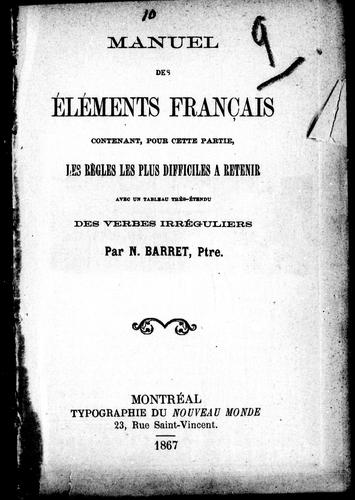 10
9
MANUEL
DES
ÉLÉMENTS FRANÇAIS
CONTENANT, POUR CETTE PARTIE,
LES RÈGLES LES PLUS DIFFICILES A RETENIR
AVEC UN TABLEAU TRÈS-ÉTENDU
DES VERBES IRRÉGULIERS
Par N. BARRET, Ptre.
MONTRÉAL
TYPOGRAPHIE DU NOUVEAU MONDE
23, Rue Saint-Vincent.
1867